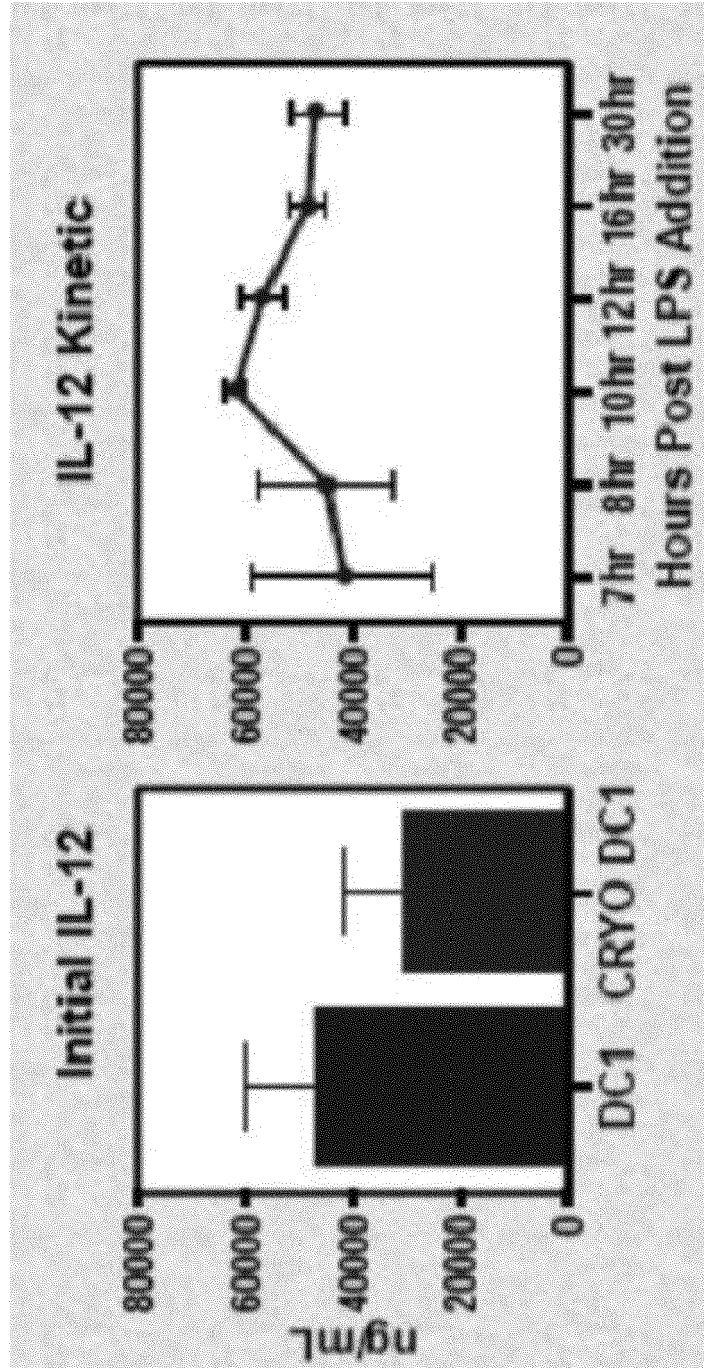 Initial IL-12
ng/mL
80000
60000
40000
20000
0
DC1 CRYO DC1
IL-12 Kinetic
80000
60000
40000
20000
0
7hr 8hr 10hr 12hr 16hr 30hr
Hours Post LPS Addition